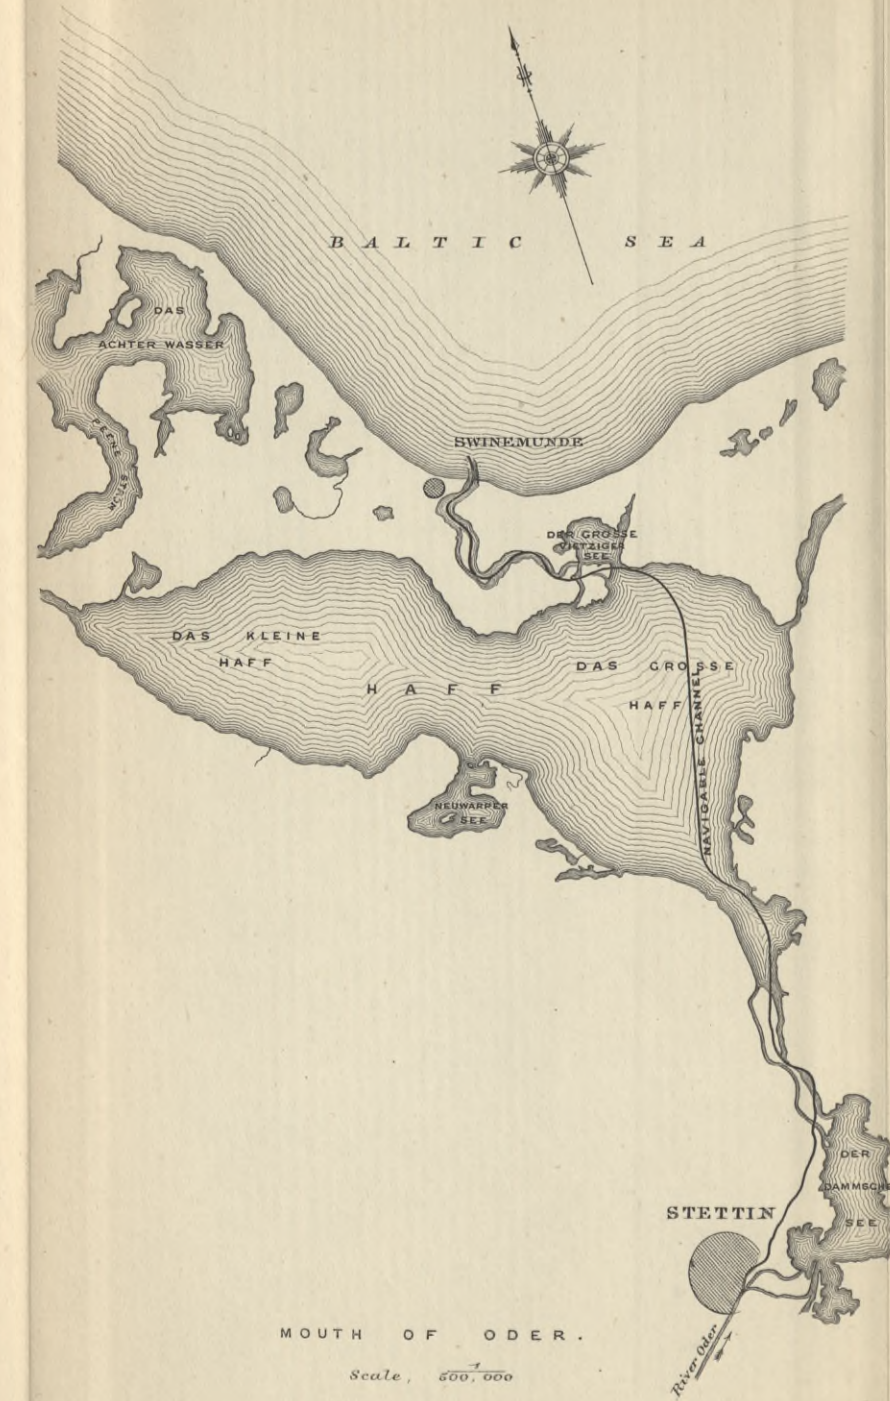 BALTIC SEA
DAS
ACHTER WASSER
PEENE STROM
SWINEMUNDE
DER GROSSE
VIETZIGER
SEE
DAS KLEINE
HAFF
HAFF
DAS GROSSE
HAFF
NAVIGABLE CHANNEL
NEUWARPER
SEE
DER
DAMMSCHE
SEE
STETTIN
River Oder
MOUTH OF ODER.
Scale, 1/500,000